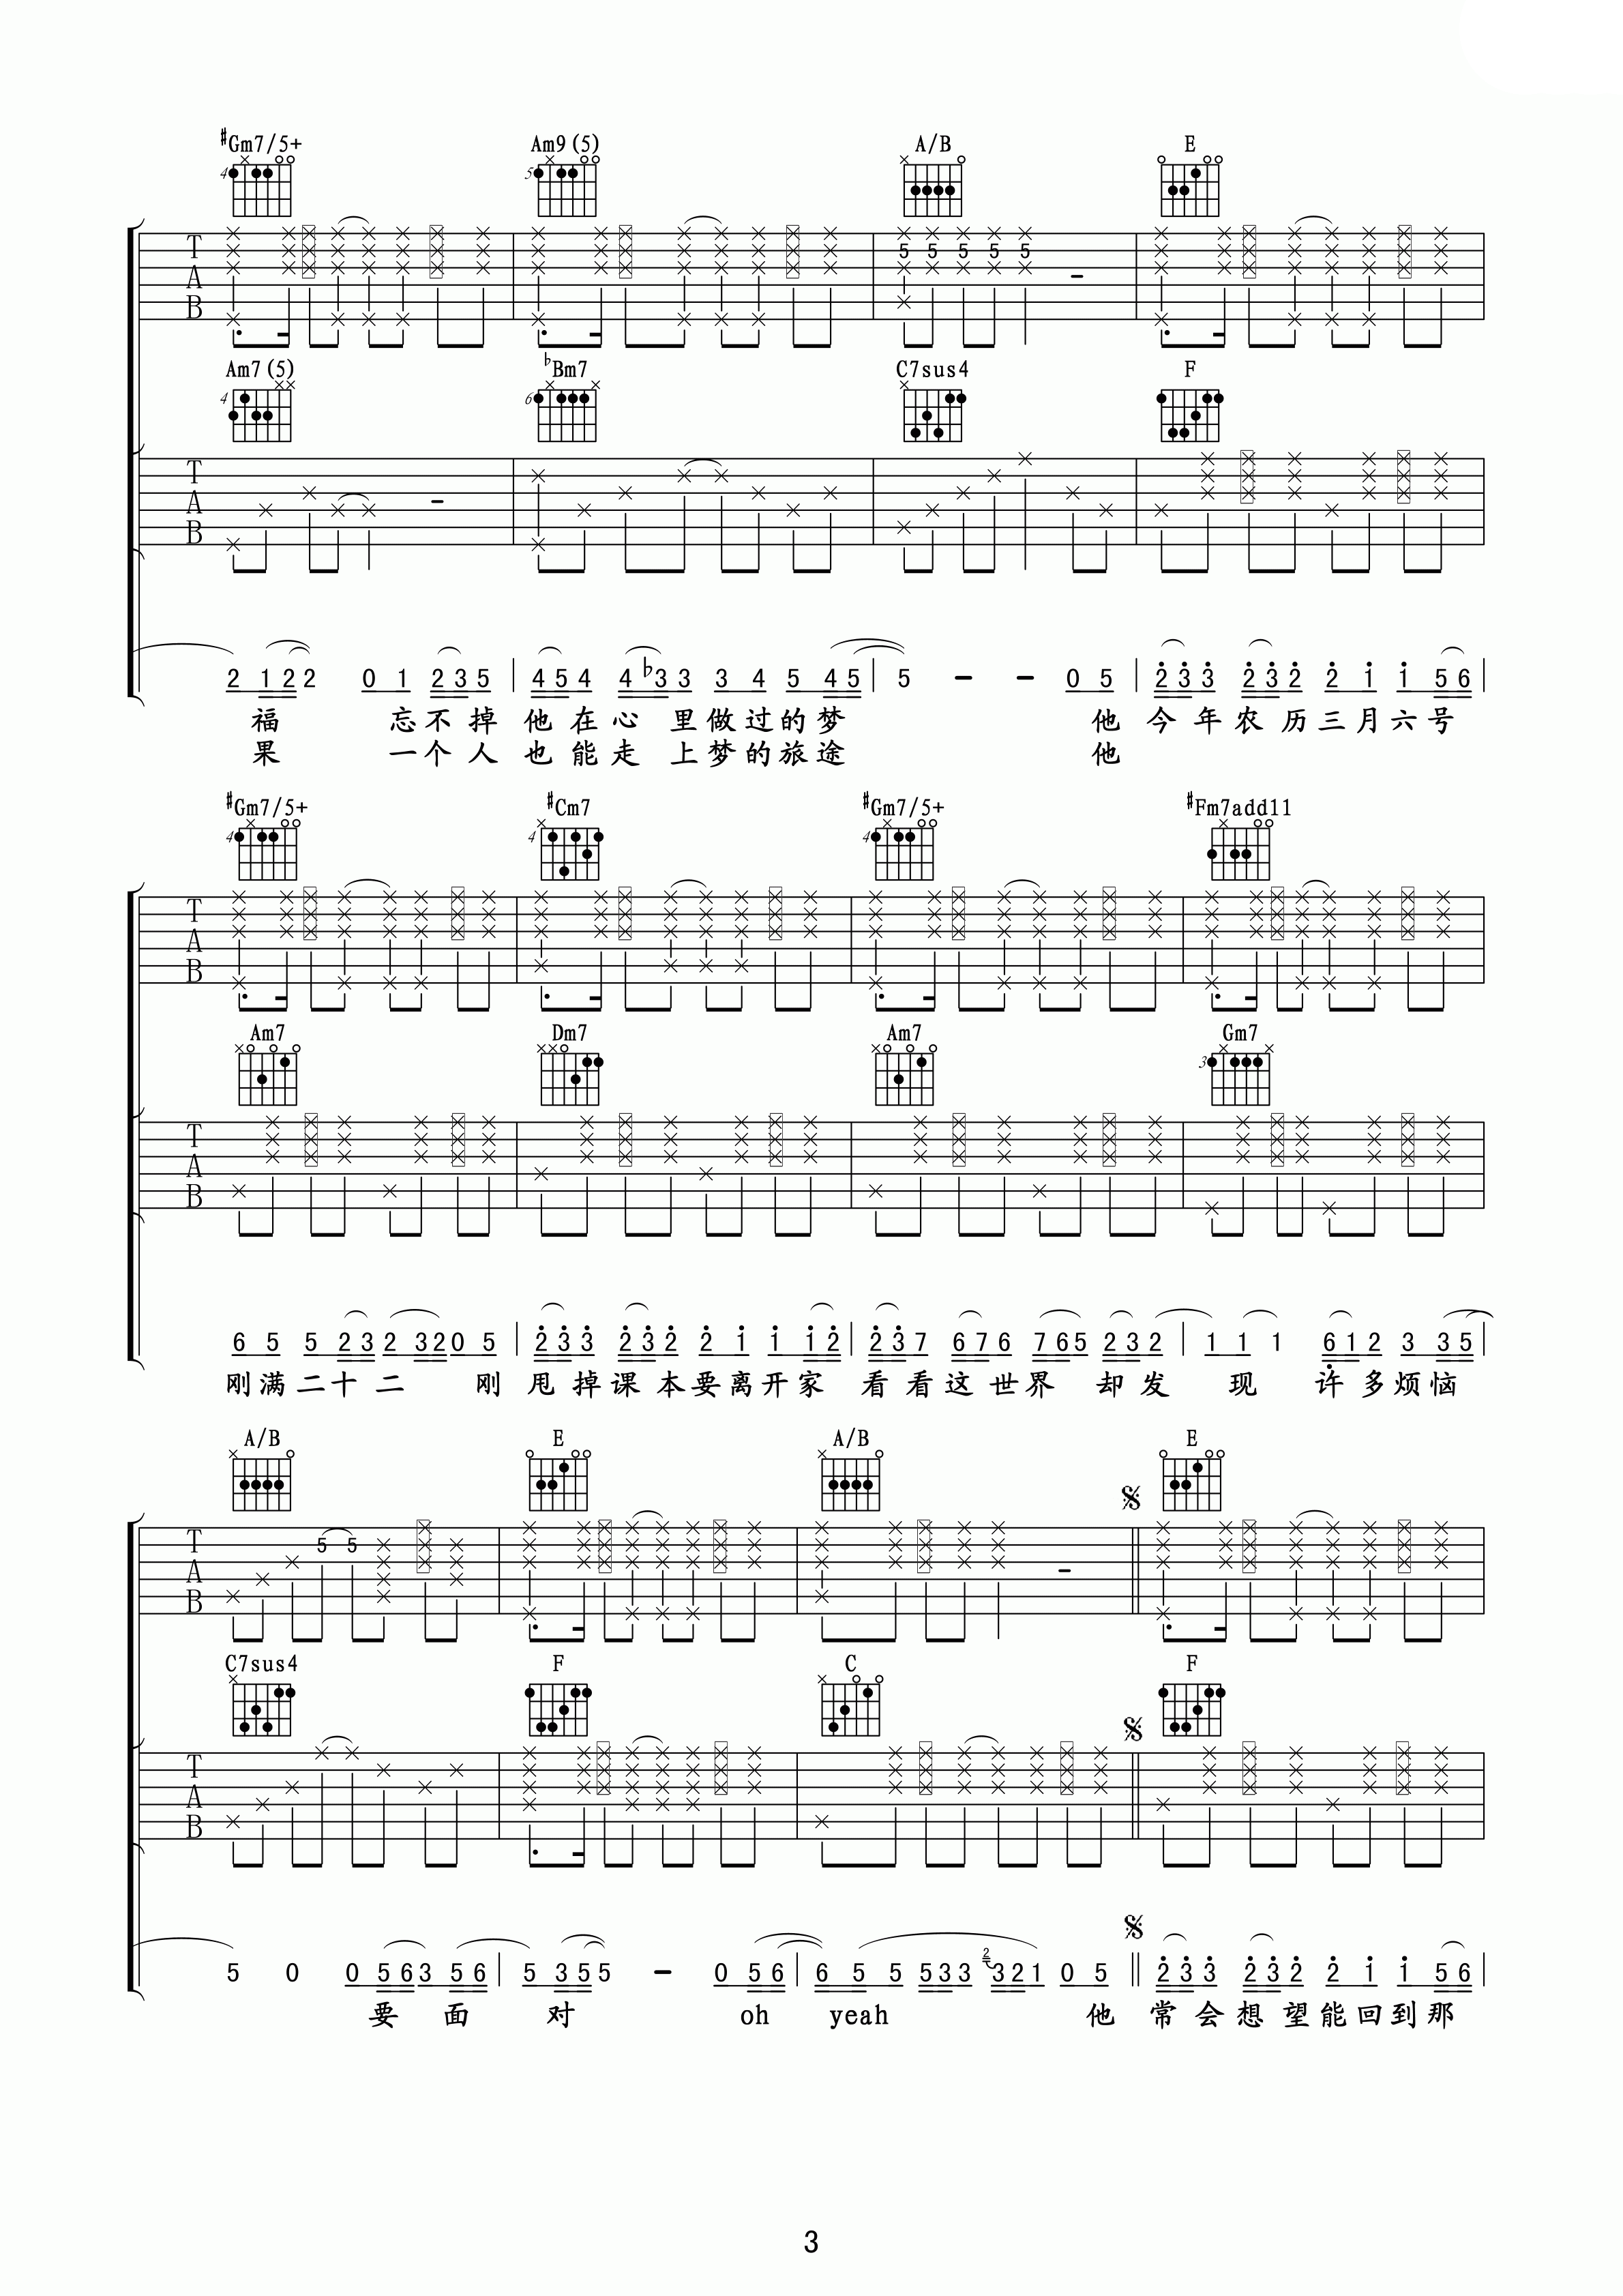 #Gm7/5+ Am9(5) A/B E
4 5
T 5 5 5 5 5
A
B
Am7(5) ♭Bm7 C7sus4 F
4 6
T
A
B
2 1 2 2 0 1 2 3 5 | 4 5 4 4 ♭3 3 3 4 5 4 5 | 5 - - 0 5 | 2 3 3 2 3 2 2 1 1 5 6 |
福 忘 不 掉 他 在 心 里 做 过 的 梦 他 今 年 农 历 三 月 六 号
果 一 个 人 也 能 走 上 梦 的 旅 途 他
#Gm7/5+ #Cm7 #Gm7/5+ #Fm7add11
4 4 4
T
A
B
Am7 Dm7 Am7 Gm7
3
T
A
B
6 5 5 2 3 2 3 2 0 5 | 2 3 3 2 3 2 2 1 1 1 2 | 2 3 7 6 7 6 7 6 5 2 3 2 | 1 1 1 6 1 2 3 3 5 |
刚 满 二 十 二 刚 甩 掉 课 本 要 离 开 家 看 看 这 世 界 却 发 现 许 多 烦 恼
A/B E A/B E
T 5 5
A
B
C7sus4 F C F
T
A
B
5 0 0 5 6 3 5 6 | 5 3 5 5 - 0 5 6 | 6 5 5 5 3 3 2 3 2 1 0 5 || 2 3 3 2 3 2 2 1 1 5 6 |
要 面 对 oh yeah 他 常 会 想 望 能 回 到 那
3